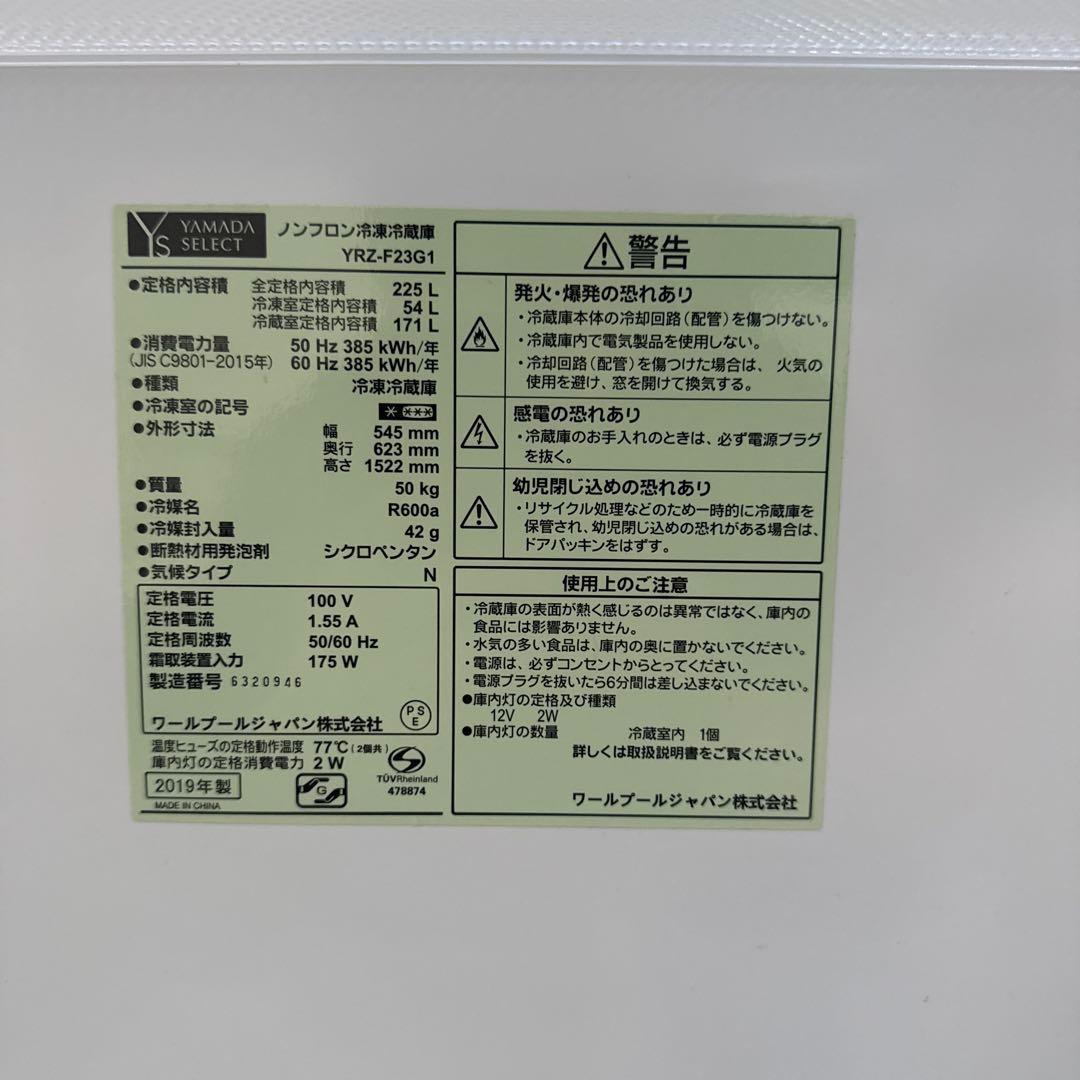 YS YAMADA SELECT ノンフロン冷凍冷蔵庫
YRZ-F23G1
●定格内容積 全定格内容積 225 L
冷凍室定格内容積 54 L
冷蔵室定格内容積 171 L
●消費電力量 50 Hz 385 kWh/年
(JIS C9801-2015年) 60 Hz 385 kWh/年
●種類 冷凍冷蔵庫
●冷凍室の記号
●外形寸法 幅 545 mm
奥行 623 mm
高さ 1522 mm
●質量 50 kg
●冷媒名 R600a
●冷媒封入量 42 g
●断熱材用発泡剤 シクロペンタン
●気候タイプ N
定格電圧 100 V
定格電流 1.55 A
定格周波数 50/60 Hz
霜取装置入力 175 W
製造番号 6320946
ワールプールジャパン株式会社 PSE
温度ヒューズの定格動作温度 77℃(2個共)
庫内灯の定格消費電力 2 W
TÜVRheinland
478874
2019年製
G
MADE IN CHINA
警告
発火・爆発の恐れあり
・冷蔵庫本体の冷却回路(配管)を傷つけない。
・冷蔵庫内で電気製品を使用しない。
・冷却回路(配管)を傷つけた場合は、火気の
使用を避け、窓を開けて換気する。
感電の恐れあり
・冷蔵庫のお手入れのときは、必ず電源プラグ
を抜く。
幼児閉じ込めの恐れあり
・リサイクル処理などのため一時的に冷蔵庫を
保管され、幼児閉じ込めの恐れがある場合は、
ドアパッキンをはずす。
使用上のご注意
・冷蔵庫の表面が熱く感じるのは異常ではなく、庫内の
食品には影響ありません。
・水気の多い食品は、庫内の奥に置かないでください。
・電源は、必ずコンセントからとってください。
・電源プラグを抜いたら6分間は差し込まないでください。
●庫内灯の定格及び種類
12V 2W
●庫内灯の数量 冷蔵室内 1個
詳しくは取扱説明書をご覧ください。
ワールプールジャパン株式会社